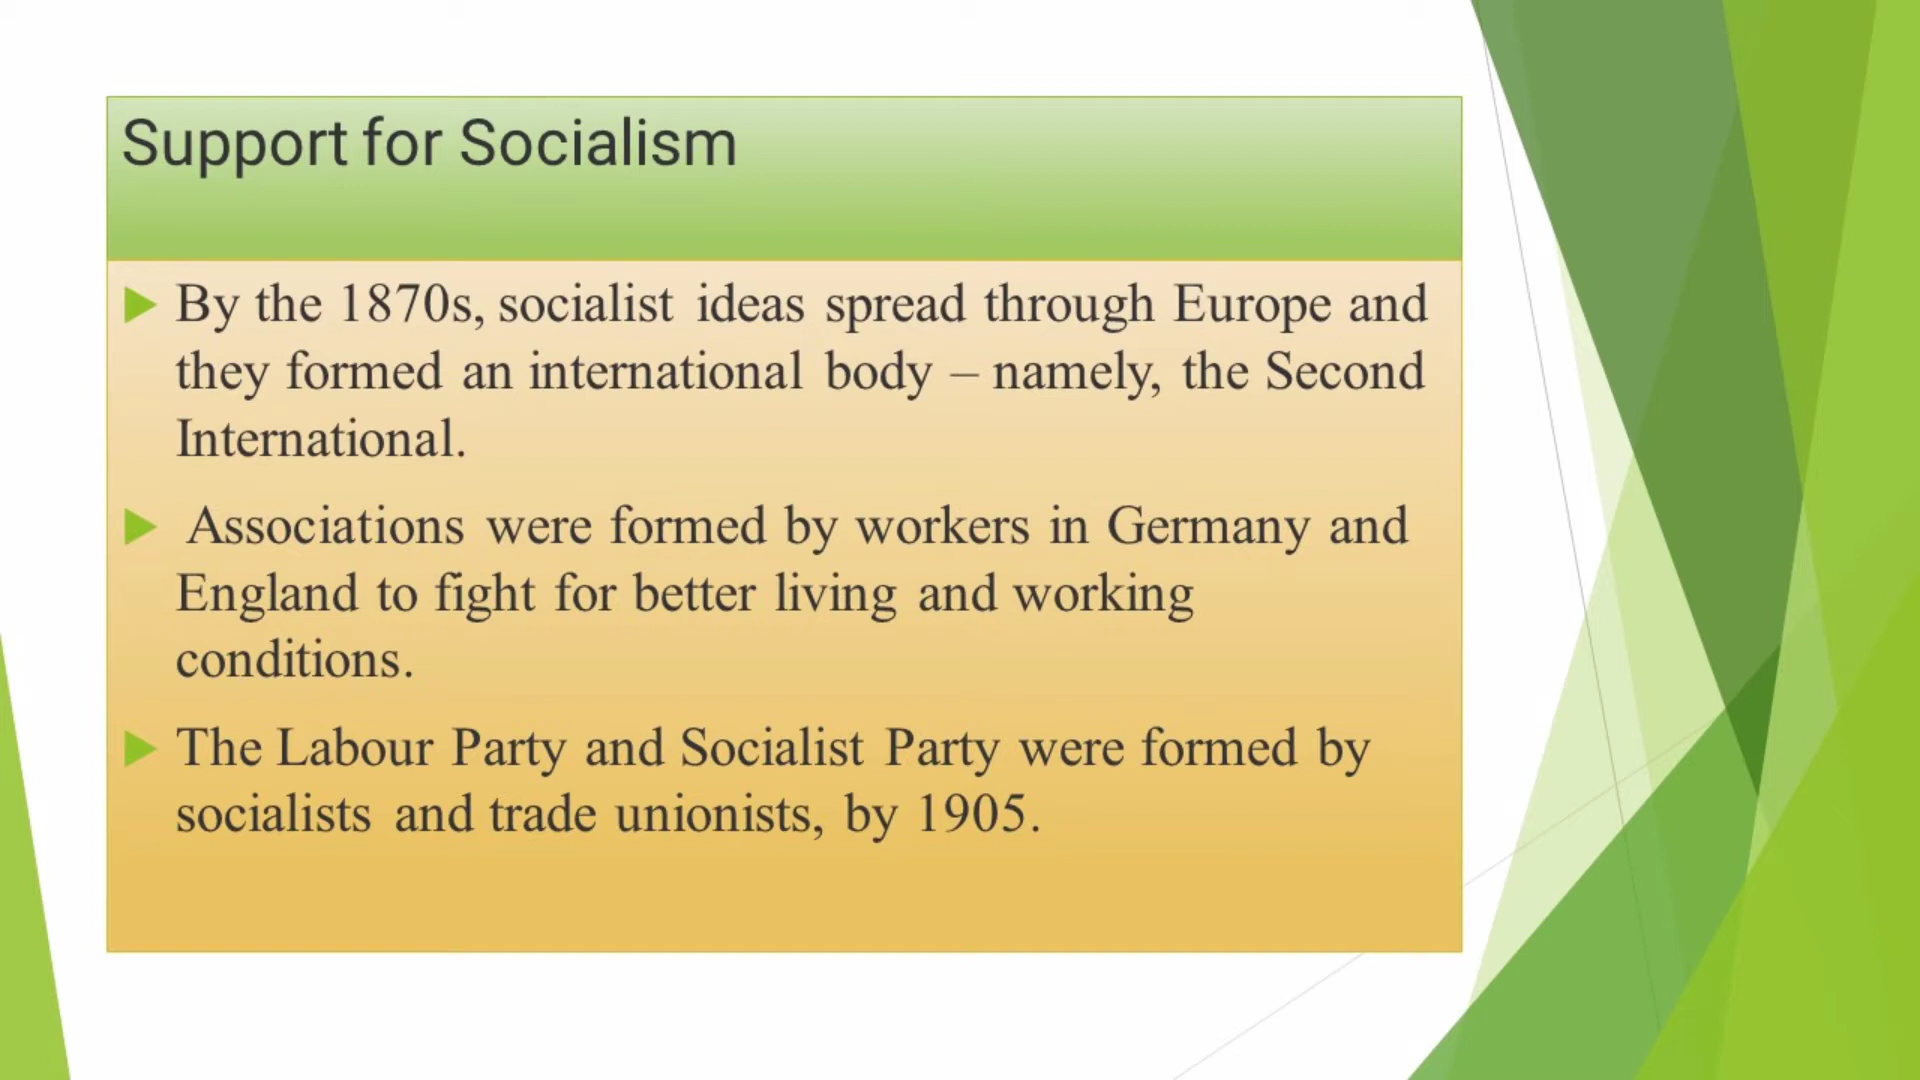 Support for Socialism
By the 1870s, socialist ideas spread through Europe and
they formed an international body – namely, the Second
International.
Associations were formed by workers in Germany and
England to fight for better living and working
conditions.
The Labour Party and Socialist Party were formed by
socialists and trade unionists, by 1905.